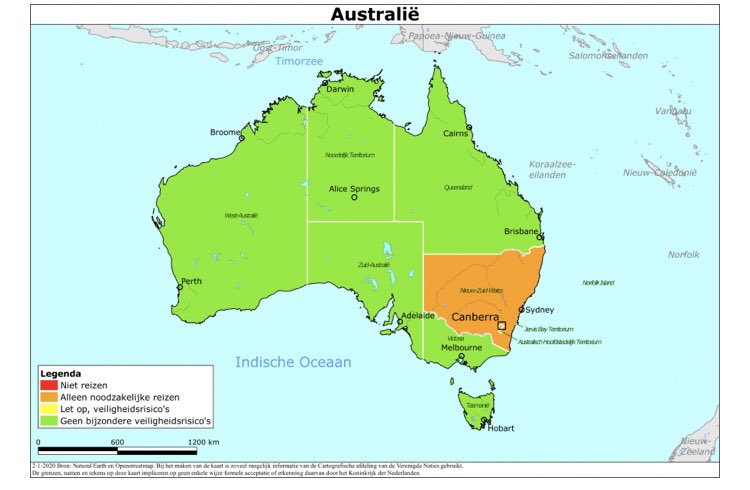 Australië
Papoea-Nieuw-Guinea
Oost-Timor
Salomonseilanden
Timorzee
Darwin
Vanuatu
Broome
Cairns
Noordelijk Territorium
Koraalzee-
eilanden
Nieuw-Caledonië
Alice Springs
Queensland
West-Australië
Brisbane
Norfolk
Zuid-Australië
Perth
Nieuw-Zuid-Wales
Norfolk Island
Sydney
Adelaide
Canberra
Jervis Bay Territorium
Victoria
Australisch Hoofdstedelijk Territorium
Melbourne
Indische Oceaan
Tasmanië
Hobart
Nieuw-
Zeeland
Legenda
Niet reizen
Alleen noodzakelijke reizen
Let op, veiligheidsrisico's
Geen bijzondere veiligheidsrisico's
0 600 1200 km
2-1-2020 Bron: Natural Earth en Openstreetmap. Bij het maken van de kaart is zoveel mogelijk informatie van de Cartografische afdeling van de Verenigde Naties gebruikt.
De grenzen, namen en tekens op deze kaart impliceren op geen enkele wijze formele acceptatie of erkenning daarvan door het Koninkrijk der Nederlanden.